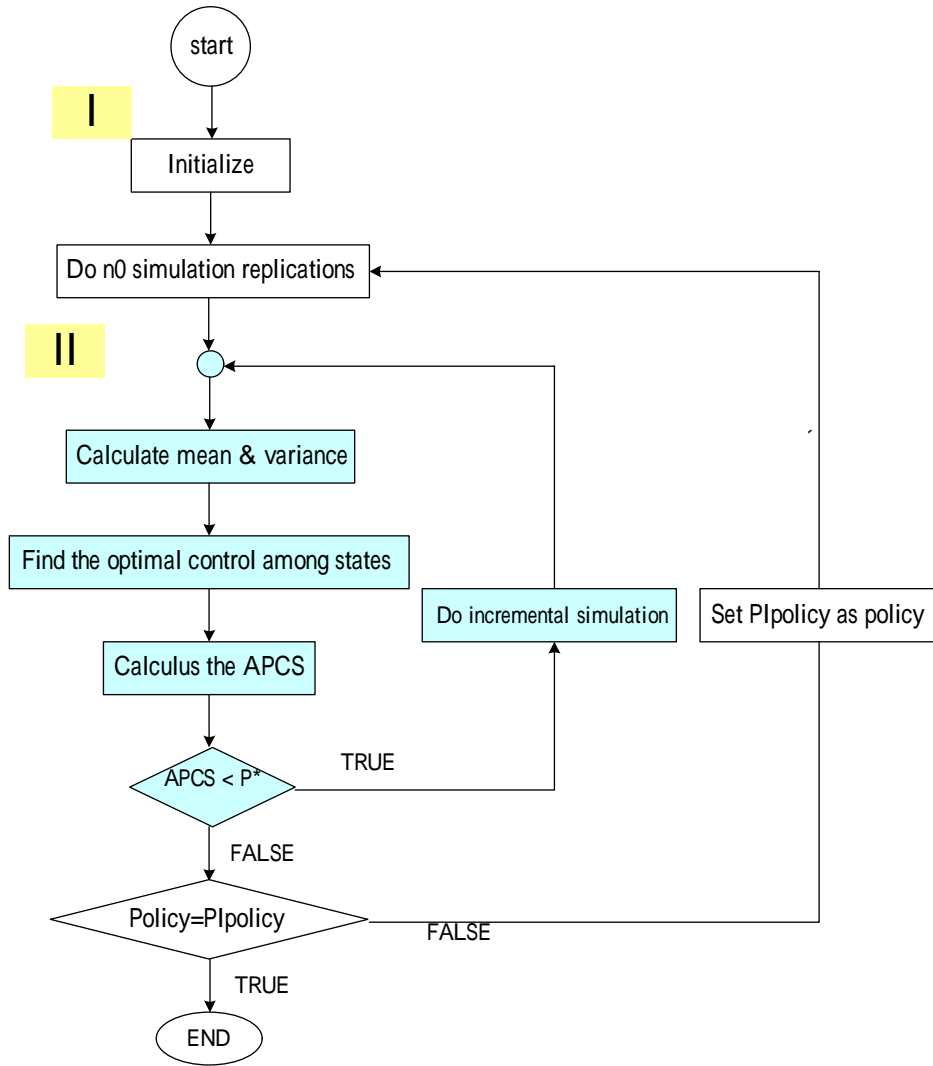 start
I
Initialize
Do n0 simulation replications
II
Calculate mean & variance
Find the optimal control among states
Do incremental simulation
Set PIpolicy as policy
Calculus the APCS
APCS < P*
TRUE
FALSE
Policy=PIpolicy
FALSE
TRUE
END